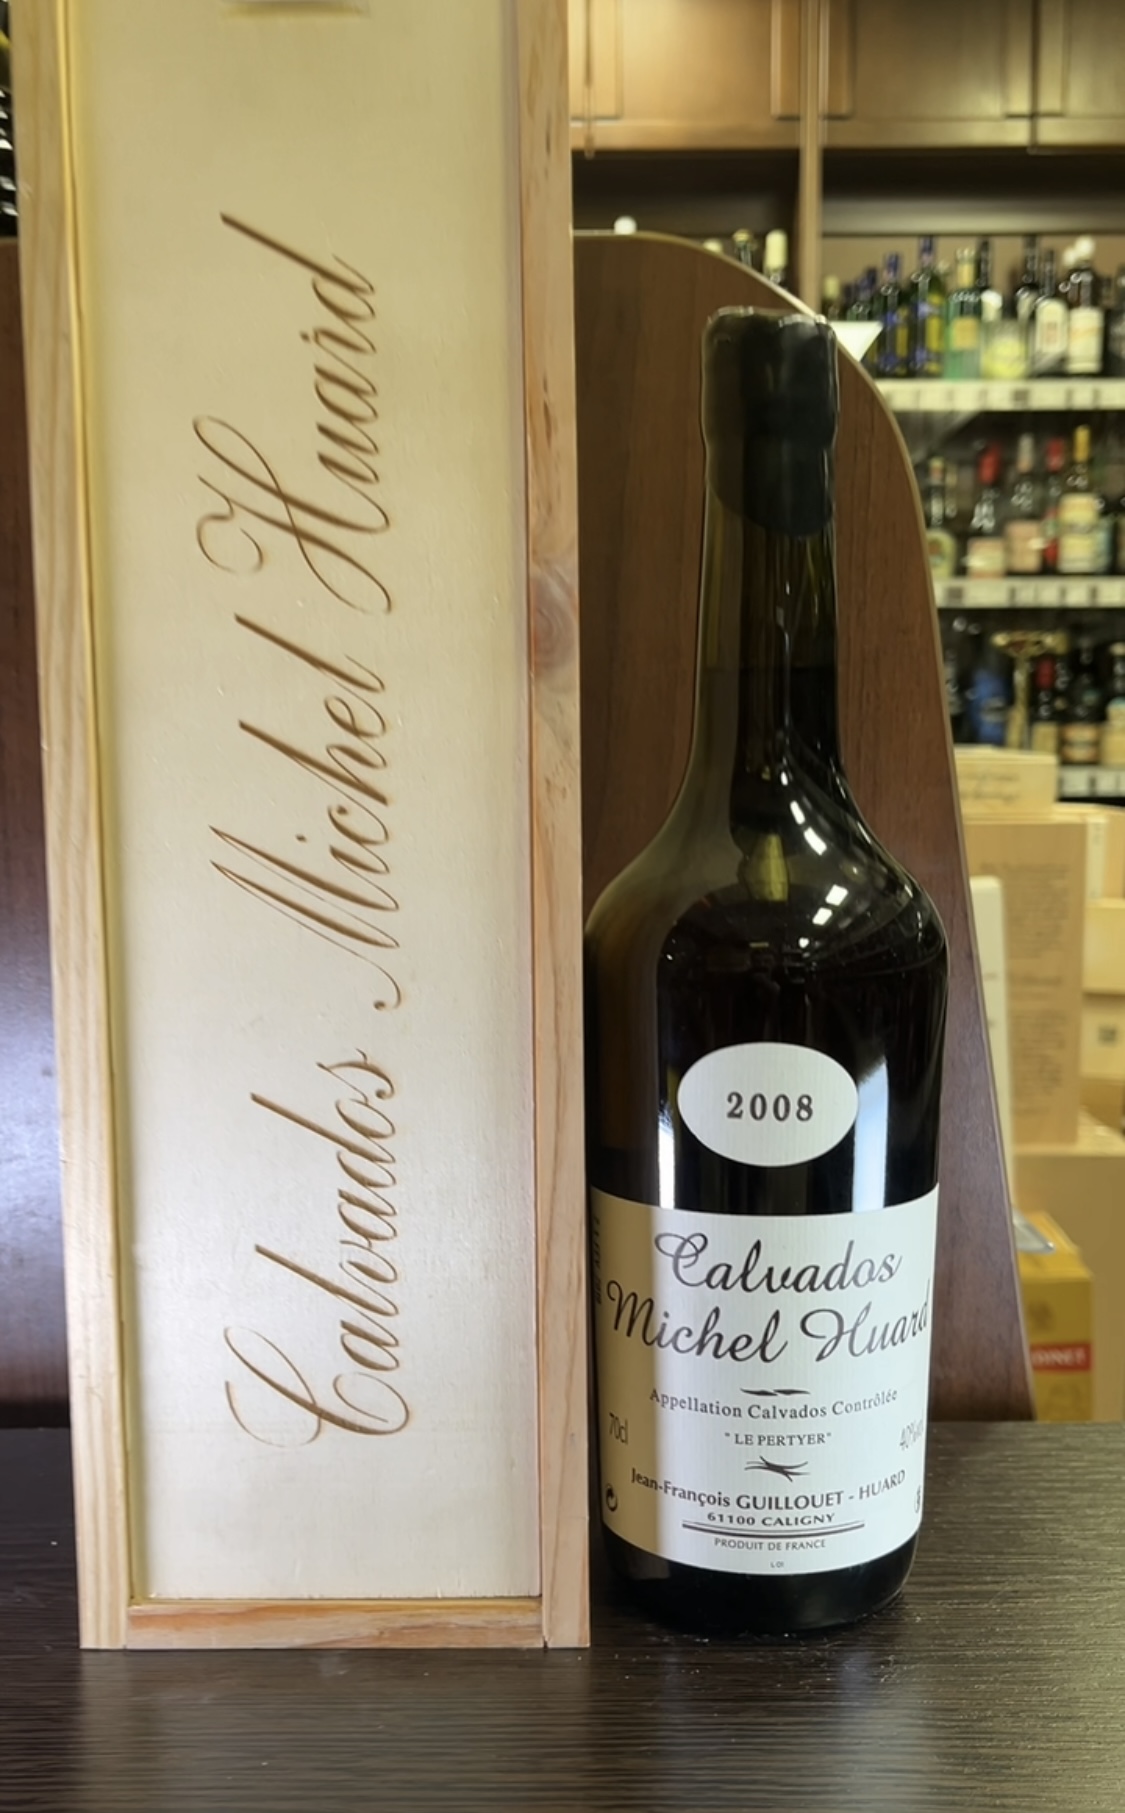 Calvados Michel Huard
2008
Calvados
Michel Huard
Appellation Calvados Contrôlée
70cl
" LE PERTYER"
40%vol
Jean-François GUILLOUET - HUARD
61100 CALIGNY
PRODUIT DE FRANCE
L 01